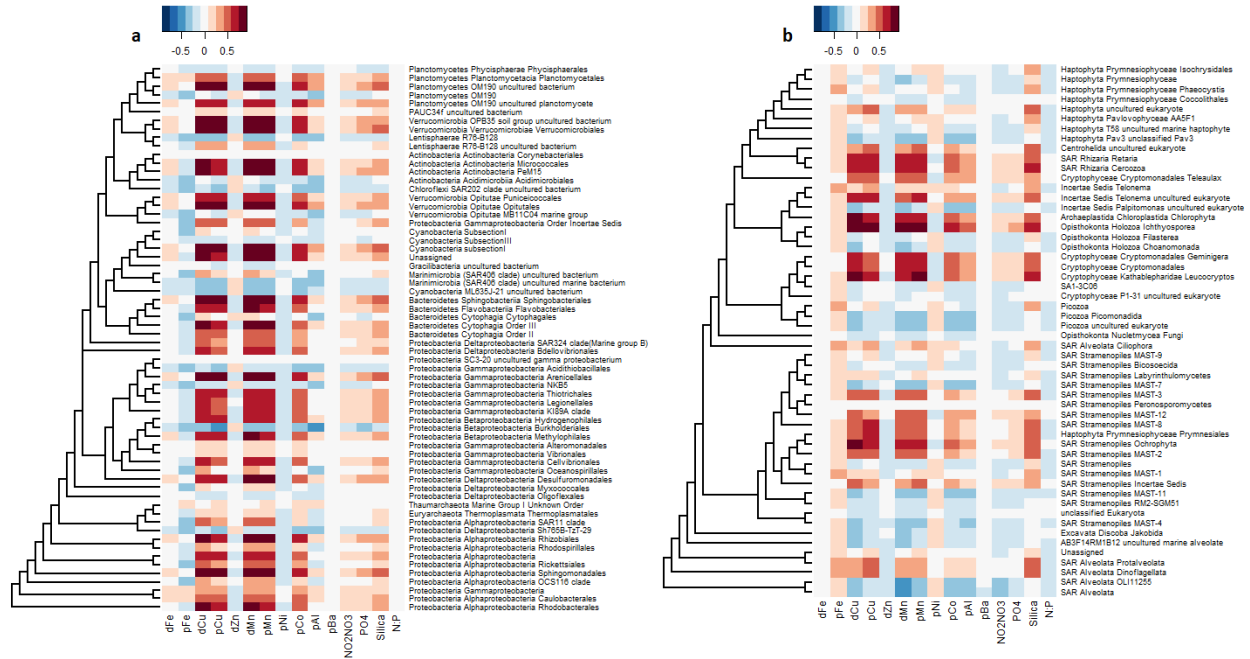 a
-0.5 0 0.5
Planctomycetes Phycisphaerae Physisphaerales
Planctomycetes Planctomycetacia Planctomycetales
Planctomycetes OM190 uncultured bacterium
Planctomycetes OM190
Planctomycetes OM190 uncultured planctomycete
PAUC34f uncultured bacterium
Verrucomicrobia OPB35 soil group uncultured bacterium
Verrucomicrobia Verrucomicrobiae Verrucomicrobiales
Lentisphaerae R76-B128
Lentisphaerae R76-B128 uncultured bacterium
Actinobacteria Actinobacteria Corynebacteriales
Actinobacteria Actinobacteria Micrococcales
Actinobacteria Actinobacteria PeM15
Actinobacteria Acidimicrobiia Acidimicrobiales
Chloroflexi SAR202 clade uncultured bacterium
Verrucomicrobia Opitutae Puniceicoccales
Verrucomicrobia Opitutae Opitutales
Verrucomicrobia Opitutae MB11C04 marine group
Proteobacteria Gammaproteobacteria Order Incertae Sedis
Cyanobacteria SubsectionI
Cyanobacteria SubsectionIII
Cyanobacteria subsectionI
Unassigned
Gracilibacteria uncultured bacterium
Marinimicrobia (SAR406 clade) uncultured bacterium
Marinimicrobia (SAR406 clade) uncultured marine bacterium
Cyanobacteria ML635J-21 uncultured bacterium
Bacteroidetes Sphingobacteriia Sphingobacteriales
Bacteroidetes Flavobacteriia Flavobacteriales
Bacteroidetes Cytophagia Cytophagales
Bacteroidetes Cytophagia Order III
Bacteroidetes Cytophagia Order II
Proteobacteria Deltaproteobacteria SAR324 clade(Marine group B)
Proteobacteria Deltaproteobacteria Bdellovibrionales
Proteobacteria SC3-20 uncultured gamma proteobacterium
Proteobacteria Gammaproteobacteria Acidithiobacillales
Proteobacteria Gammaproteobacteria Arenicellales
Proteobacteria Gammaproteobacteria NKB5
Proteobacteria Gammaproteobacteria Thiotrichales
Proteobacteria Gammaproteobacteria Legionellales
Proteobacteria Gammaproteobacteria KI89A clade
Proteobacteria Betaproteobacteria Hydrogenophilales
Proteobacteria Betaproteobacteria Burkholderiales
Proteobacteria Betaproteobacteria Methylophilales
Proteobacteria Gammaproteobacteria Alteromonadales
Proteobacteria Gammaproteobacteria Vibrionales
Proteobacteria Gammaproteobacteria Cellvibrionales
Proteobacteria Gammaproteobacteria Oceanospirillales
Proteobacteria Deltaproteobacteria Desulfuromonadales
Proteobacteria Deltaproteobacteria Myxococcales
Proteobacteria Deltaproteobacteria Oligoflexales
Thaumarchaeota Marine Group I Unknown Order
Euryarchaeota Thermoplasmata Thermoplasmatales
Proteobacteria Alphaproteobacteria SAR11 clade
Proteobacteria Deltaproteobacteria Sh765B-TzT-29
Proteobacteria Alphaproteobacteria Rhizobiales
Proteobacteria Alphaproteobacteria Rhodospirillales
Proteobacteria Alphaproteobacteria
Proteobacteria Alphaproteobacteria Rickettsiales
Proteobacteria Alphaproteobacteria Sphingomonadales
Proteobacteria Alphaproteobacteria OCS116 clade
Proteobacteria Gammaproteobacteria
Proteobacteria Alphaproteobacteria Caulobacterales
Proteobacteria Alphaproteobacteria Rhodobacterales
dFe pFe dCu pCu dZn dMn pMn pNi pCo pAl pBa NO2NO3 PO4 Silica N:P
b
-0.5 0 0.5
Haptophyta Prymnesiophyceae Isochrysidales
Haptophyta Prymnesiophyceae
Haptophyta Prymnesiophyceae Phaeocystis
Haptophyta Prymnesiophyceae Coccolithales
Haptophyta uncultured eukaryote
Haptophyta Pavlovophyceae AA5F1
Haptophyta T58 uncultured marine haptophyte
Haptophyta Pav3 unclassified Pav3
Centrohelida uncultured eukaryote
SAR Rhizaria Retaria
SAR Rhizaria Cercozoa
Cryptophyceae Cryptomonadales Teleaulax
Incertae Sedis Telonema
Incertae Sedis Telonema uncultured eukaryote
Incertae Sedis Palpitomonas uncultured eukaryote
Archaeplastida Chloroplastida Chlorophyta
Opisthokonta Holozoa Ichthyosporea
Opisthokonta Holozoa Filasterea
Opisthokonta Holozoa Choanomonada
Cryptophyceae Cryptomonadales Geminigera
Cryptophyceae Cryptomonadales
Cryptophyceae Kathablepharidae Leucocryptos
SA1-3C06
Cryptophyceae P1-31 uncultured eukaryote
Picozoa
Picozoa Picomonadida
Picozoa uncultured eukaryote
Opisthokonta Nucletmycea Fungi
SAR Alveolata Ciliophora
SAR Stramenopiles MAST-9
SAR Stramenopiles Bicosoecida
SAR Stramenopiles Labyrinthulomycetes
SAR Stramenopiles MAST-7
SAR Stramenopiles MAST-3
SAR Stramenopiles Peronosporomycetes
SAR Stramenopiles MAST-12
SAR Stramenopiles MAST-8
Haptophyta Prymnesiophyceae Prymnesiales
SAR Stramenopiles Ochrophyta
SAR Stramenopiles MAST-2
SAR Stramenopiles
SAR Stramenopiles MAST-1
SAR Stramenopiles Incertae Sedis
SAR Stramenopiles MAST-11
SAR Stramenopiles RM2-SGM51
unclassified Eukaryota
SAR Stramenopiles MAST-4
Excavata Discoba Jakobida
AB3F14RM1B12 uncultured marine alveolate
Unassigned
SAR Alveolata Protalveolata
SAR Alveolata Dinoflagellata
SAR Alveolata OLI11255
SAR Alveolata
dFe pFe dCu pCu dZn dMn pMn pNi pCo pAl pBa NO2NO3 PO4 Silica N:P